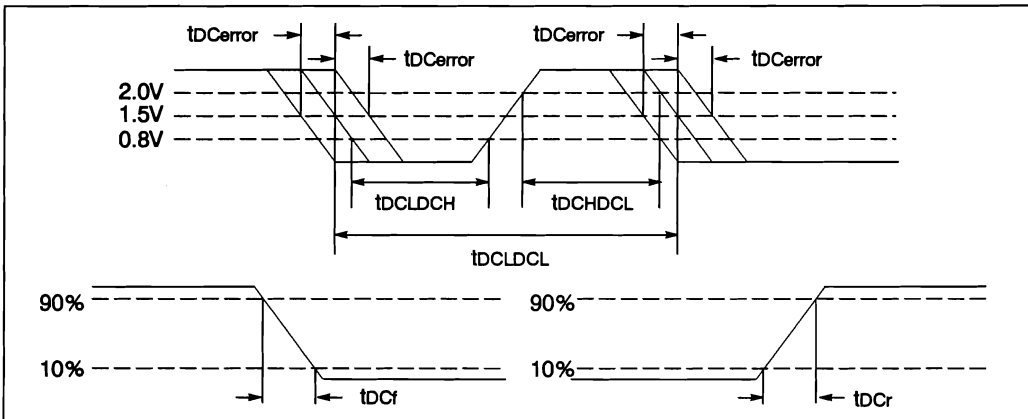 tDCerror tDCerror
tDCerror tDCerror
2.0V
1.5V
0.8V
tDCLDCH tDCHDCL
tDCLDCL
90% 90%
10% 10%
tDCf tDCr